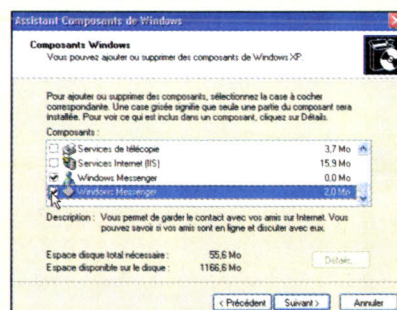 Assistant Composants de Windows
Composants Windows
Vous pouvez ajouter ou supprimer des composants de Windows XP.
Pour ajouter ou supprimer des composants, sélectionnez la case à cocher
correspondante. Une case grisée signifie que seule une partie du composant sera
installée. Pour voir ce qui est inclus dans un composant, cliquez sur Détails.
Composants :
Services de télécopie 3,7 Mo
Services Internet (IIS) 15,9 Mo
Windows Messenger 0,0 Mo
Windows Messenger 2,0 Mo
Description : Vous permet de garder le contact avec vos amis sur Internet. Vous
pouvez savoir si vos amis sont en ligne et discuter avec eux.
Espace disque total nécessaire : 55,6 Mo
Espace disponible sur le disque : 1166,6 Mo
Détails...
< Précédent Suivant > Annuler